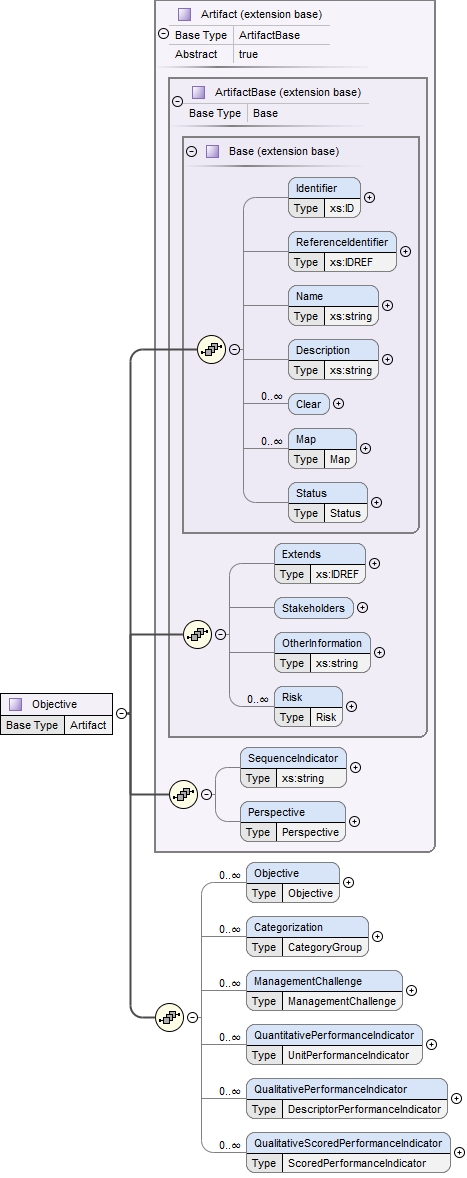 Artifact (extension base)
Base Type ArtifactBase
Abstract true
ArtifactBase (extension base)
Base Type Base
Base (extension base)
Identifier
Type xs:ID
ReferenceIdentifier
Type xs:IDREF
Name
Type xs:string
Description
Type xs:string
0..∞
Clear
0..∞
Map
Type Map
Status
Type Status
Extends
Type xs:IDREF
Stakeholders
OtherInformation
Type xs:string
0..∞
Risk
Type Risk
Objective
Base Type Artifact
SequenceIndicator
Type xs:string
Perspective
Type Perspective
0..∞
Objective
Type Objective
0..∞
Categorization
Type CategoryGroup
0..∞
ManagementChallenge
Type ManagementChallenge
0..∞
QuantitativePerformanceIndicator
Type UnitPerformanceIndicator
0..∞
QualitativePerformanceIndicator
Type DescriptorPerformanceIndicator
0..∞
QualitativeScoredPerformanceIndicator
Type ScoredPerformanceIndicator